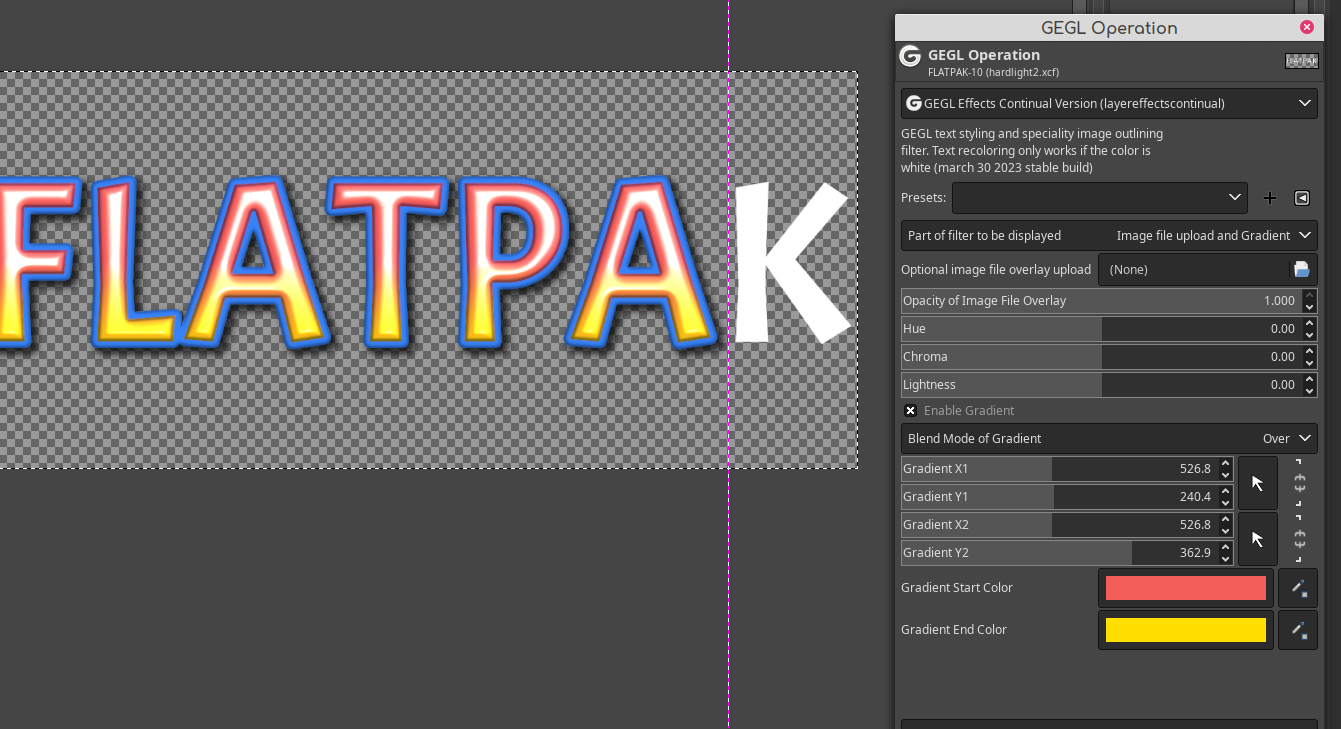 GEGL Operation
GEGL Operation
FLATPAK-10 (hardlight2.xcf)
GEGL Effects Continual Version (layereffectscontinual)
GEGL text styling and speciality image outlining
filter. Text recoloring only works if the color is
white (march 30 2023 stable build)
Presets:
Part of filter to be displayed Image file upload and Gradient
Optional image file overlay upload (None)
Opacity of Image File Overlay 1.000
Hue 0.00
Chroma 0.00
Lightness 0.00
Enable Gradient
Blend Mode of Gradient Over
Gradient X1 526.8
Gradient Y1 240.4
Gradient X2 526.8
Gradient Y2 362.9
Gradient Start Color
Gradient End Color
FLATPAK